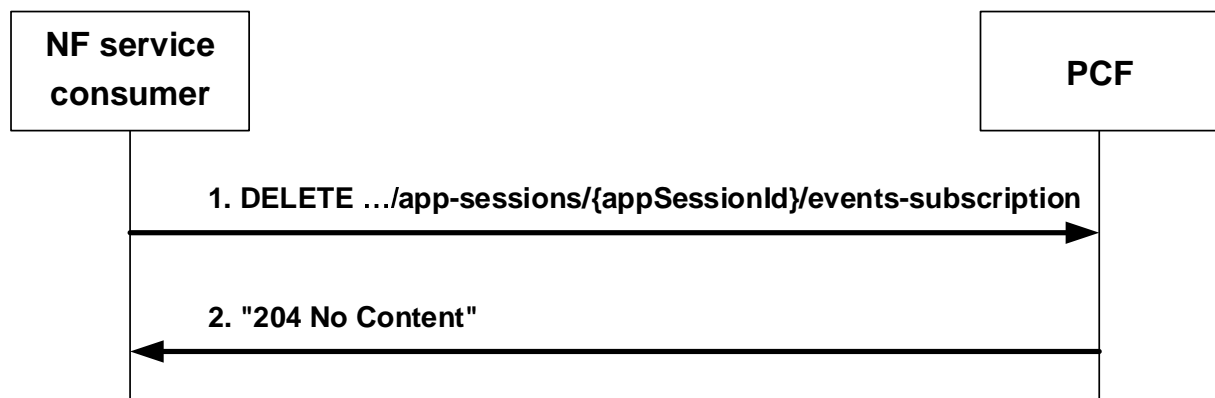 NF service
consumer
PCF
1. DELETE …/app-sessions/{appSessionId}/events-subscription
2. "204 No Content"